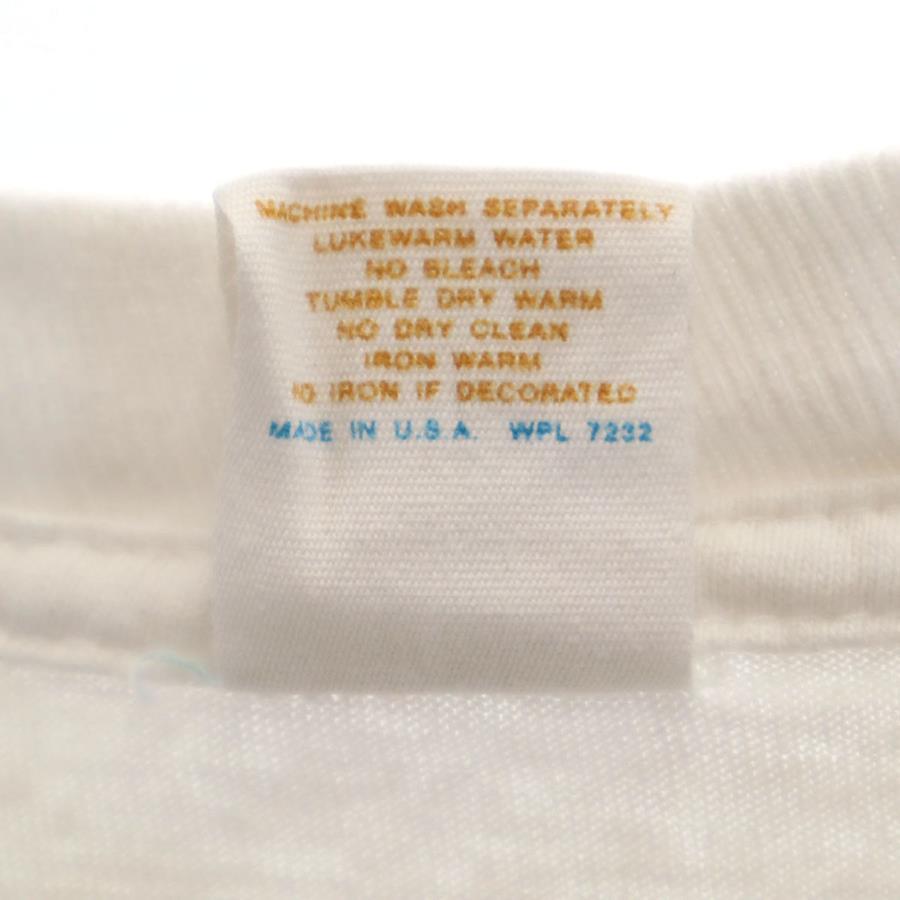 MACHINE WASH SEPARATELY
LUKEWARM WATER
NO BLEACH
TUMBLE DRY WARM
NO DRY CLEAN
IRON WARM
NO IRON IF DECORATED
MADE IN U.S.A. WPL 7232